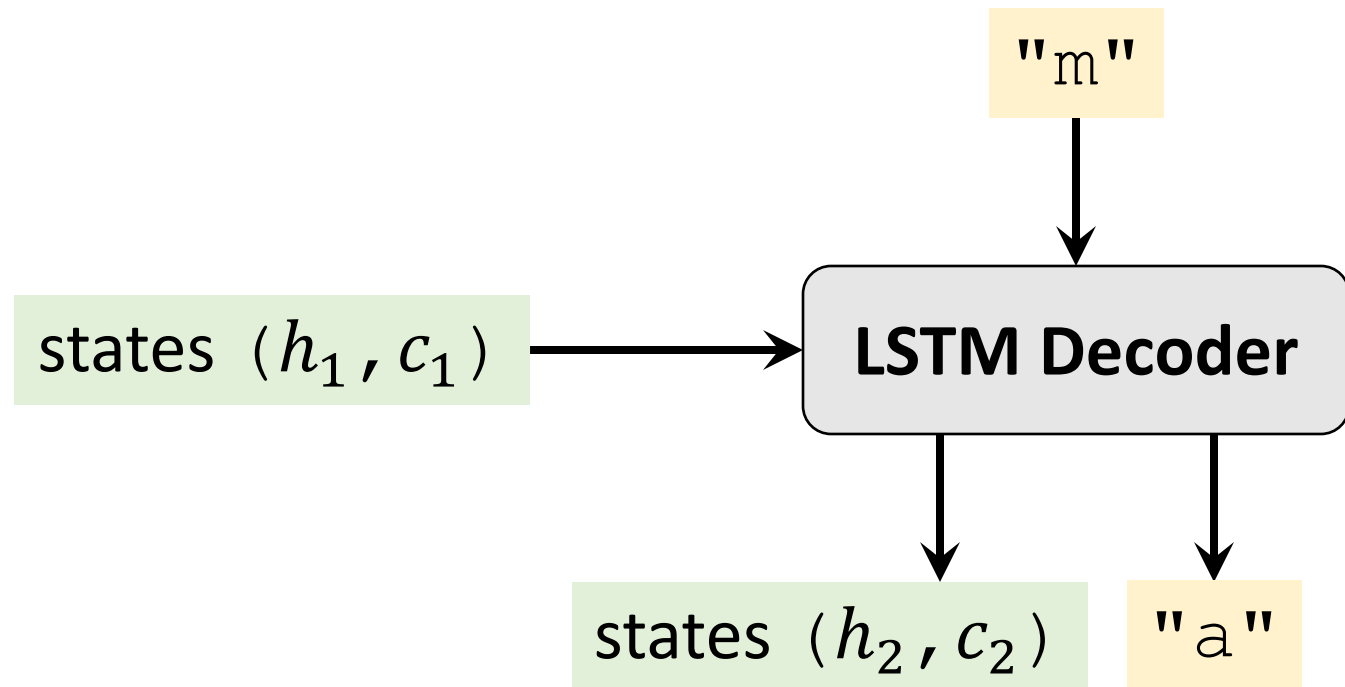 "m"
states (h₁, c₁)
LSTM Decoder
states (h₂, c₂)
"a"